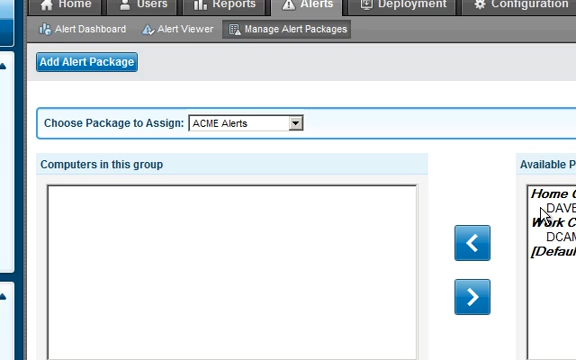 Home Users Reports Alerts Deployment Configuration
Alert Dashboard Alert Viewer Manage Alert Packages
Add Alert Package
Choose Package to Assign: ACME Alerts
Computers in this group Available P
Home C
DAVE
Work C
DCAM
[Defaul